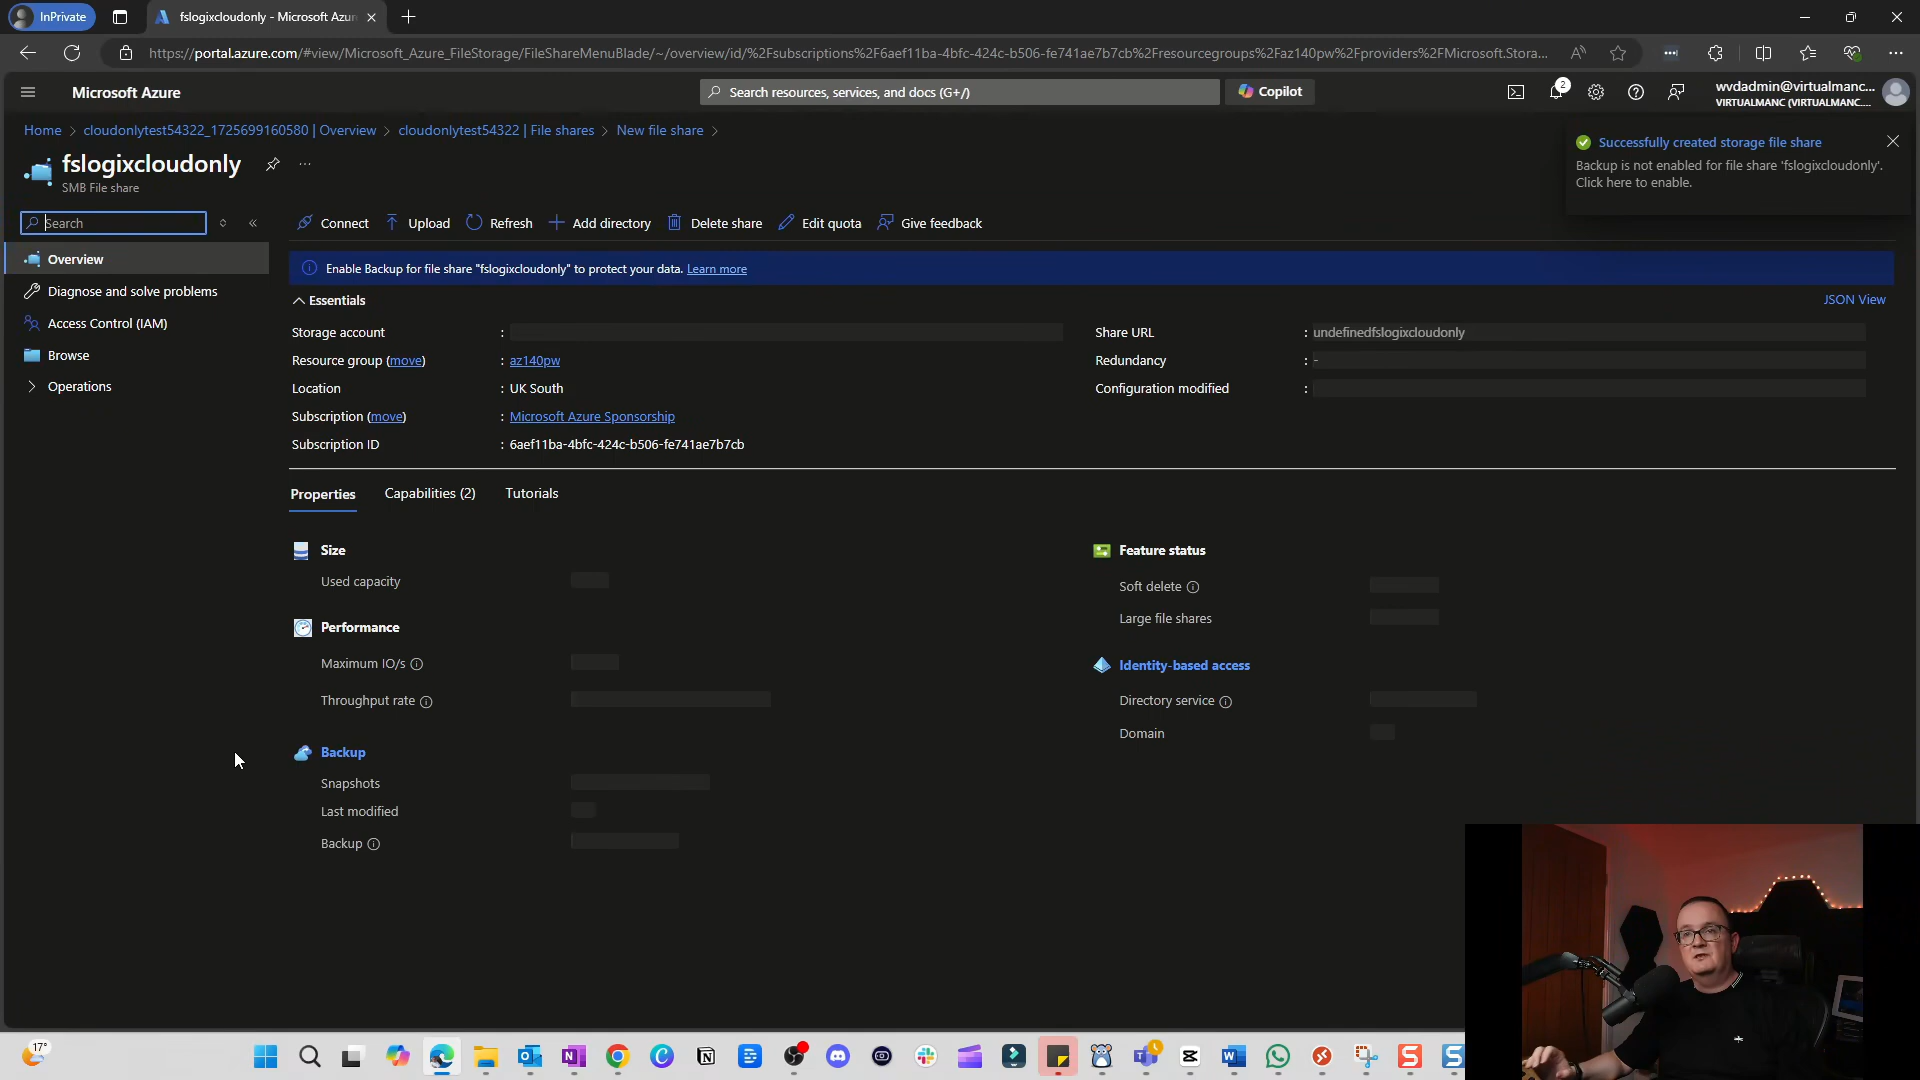 InPrivate
fslogixcloudonly - Microsoft Azu
https://portal.azure.com/#view/Microsoft_Azure_FileStorage/FileShareMenuBlade/~/overview/id/%2Fsubscriptions%2F6aef11ba-4bfc-424c-b506-fe741ae7b7cb%2Fresourcegroups%2Faz140pw%2Fproviders%2FMicrosoft.Stora...
Microsoft Azure
Search resources, services, and docs (G+/)
Copilot
2
wvdadmin@virtualmanc...
VIRTUALMANC (VIRTUALMANC....
Home > cloudonlytest54322_1725699160580 | Overview > cloudonlytest54322 | File shares > New file share >
fslogixcloudonly
SMB File share
Successfully created storage file share
Backup is not enabled for file share 'fslogixcloudonly'.
Click here to enable.
Search
Connect
Upload
Refresh
Add directory
Delete share
Edit quota
Give feedback
Overview
Diagnose and solve problems
Access Control (IAM)
Browse
Operations
Enable Backup for file share "fslogixcloudonly" to protect your data. Learn more
Essentials
JSON View
Storage account :
Resource group (move) : az140pw
Location : UK South
Subscription (move) : Microsoft Azure Sponsorship
Subscription ID : 6aef11ba-4bfc-424c-b506-fe741ae7b7cb
Share URL : undefinedfslogixcloudonly
Redundancy : -
Configuration modified :
Properties
Capabilities (2)
Tutorials
Size
Used capacity
Performance
Maximum IO/s
Throughput rate
Backup
Snapshots
Last modified
Backup
Feature status
Soft delete
Large file shares
Identity-based access
Directory service
Domain
17°